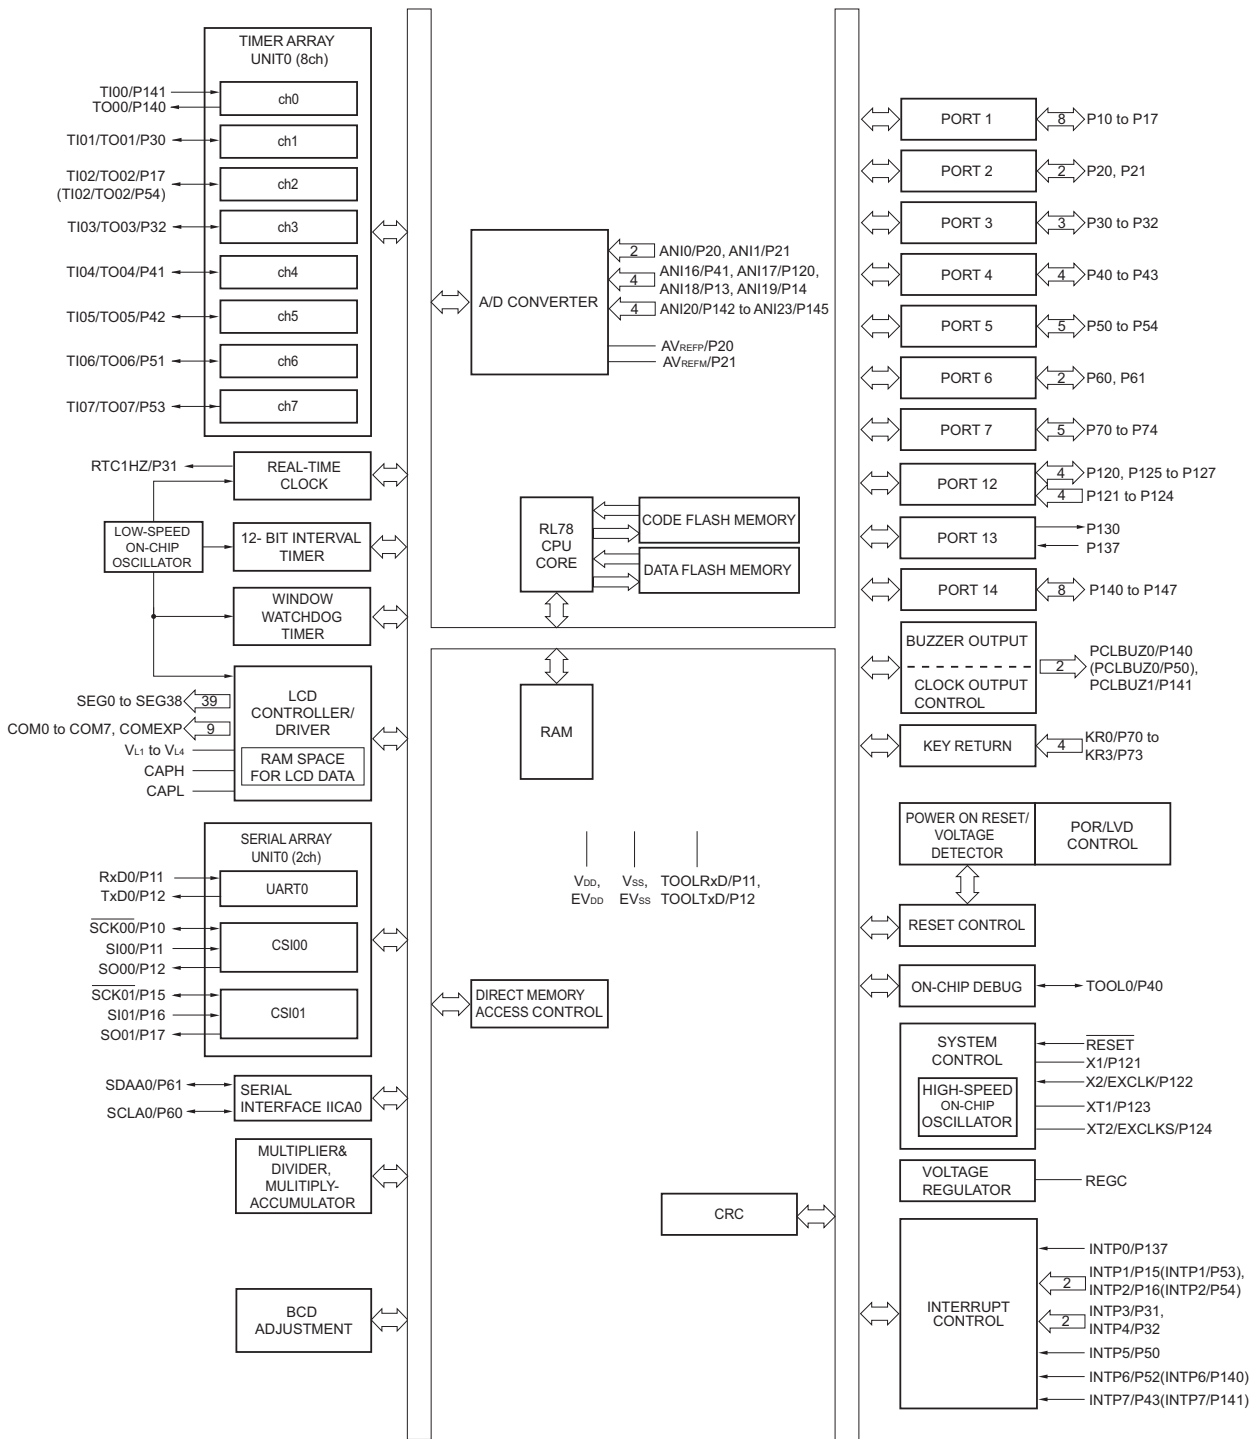 TIMER ARRAY
UNIT0 (8ch)
TI00/P141
TO00/P140
ch0
TI01/TO01/P30
ch1
TI02/TO02/P17
(TI02/TO02/P54)
ch2
TI03/TO03/P32
ch3
TI04/TO04/P41
ch4
TI05/TO05/P42
ch5
TI06/TO06/P51
ch6
TI07/TO07/P53
ch7
RTC1HZ/P31
REAL-TIME
CLOCK
LOW-SPEED
ON-CHIP
OSCILLATOR
12- BIT INTERVAL
TIMER
WINDOW
WATCHDOG
TIMER
SEG0 to SEG38
39
COM0 to COM7, COMEXP
9
VL1 to VL4
CAPH
CAPL
LCD
CONTROLLER/
DRIVER
RAM SPACE
FOR LCD DATA
SERIAL ARRAY
UNIT0 (2ch)
RxD0/P11
TxD0/P12
UART0
SCK00/P10
SI00/P11
SO00/P12
CSI00
SCK01/P15
SI01/P16
SO01/P17
CSI01
SDAA0/P61
SCLA0/P60
SERIAL
INTERFACE IICA0
MULTIPLIER&
DIVIDER,
MULITIPLY-
ACCUMULATOR
BCD
ADJUSTMENT
A/D CONVERTER
2
ANI0/P20, ANI1/P21
4
ANI16/P41, ANI17/P120,
ANI18/P13, ANI19/P14
4
ANI20/P142 to ANI23/P145
AVREFP/P20
AVREFM/P21
RL78
CPU
CORE
CODE FLASH MEMORY
DATA FLASH MEMORY
RAM
VDD,
EVDD
VSS,
EVSS
TOOLRxD/P11,
TOOLTxD/P12
DIRECT MEMORY
ACCESS CONTROL
CRC
PORT 1
8
P10 to P17
PORT 2
2
P20, P21
PORT 3
3
P30 to P32
PORT 4
4
P40 to P43
PORT 5
5
P50 to P54
PORT 6
2
P60, P61
PORT 7
5
P70 to P74
PORT 12
4
P120, P125 to P127
4
P121 to P124
PORT 13
P130
P137
PORT 14
8
P140 to P147
BUZZER OUTPUT
CLOCK OUTPUT
CONTROL
2
PCLBUZ0/P140
(PCLBUZ0/P50),
PCLBUZ1/P141
KEY RETURN
4
KR0/P70 to
KR3/P73
POWER ON RESET/
VOLTAGE
DETECTOR
POR/LVD
CONTROL
RESET CONTROL
ON-CHIP DEBUG
TOOL0/P40
SYSTEM
CONTROL
HIGH-SPEED
ON-CHIP
OSCILLATOR
RESET
X1/P121
X2/EXCLK/P122
XT1/P123
XT2/EXCLKS/P124
VOLTAGE
REGULATOR
REGC
INTERRUPT
CONTROL
INTP0/P137
2
INTP1/P15(INTP1/P53),
INTP2/P16(INTP2/P54)
2
INTP3/P31,
INTP4/P32
INTP5/P50
INTP6/P52(INTP6/P140)
INTP7/P43(INTP7/P141)